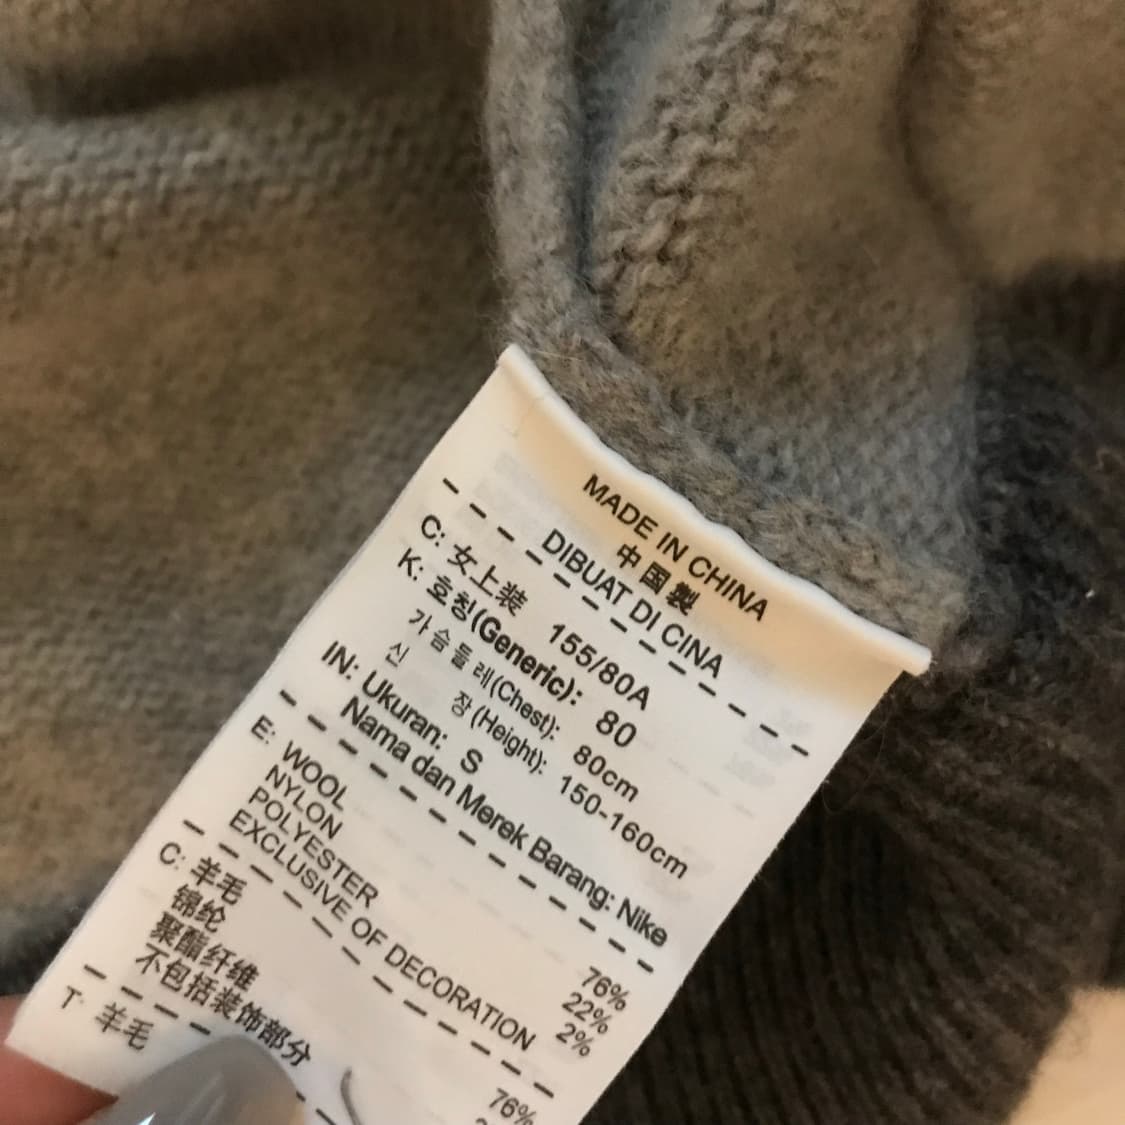 MADE IN CHINA
中国製
DIBUAT DI CINA
C: 女上装 155/80A
K: 호칭(Generic): 80
가슴둘레(Chest): 80cm
신 장(Height): 150-160cm
IN: Ukuran: S
Nama dan Merek Barang: Nike
E: WOOL 76%
NYLON 22%
POLYESTER 2%
EXCLUSIVE OF DECORATION
C: 羊毛 76%
锦纶
聚酯纤维
不包括装饰部分
T: 羊毛